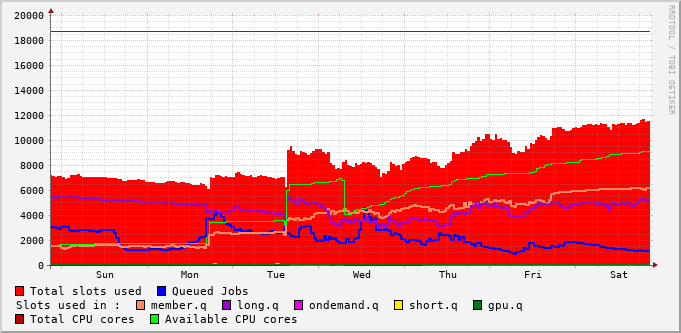 RRDTOOL / TOBI OETIKER
20000
18000
16000
14000
12000
10000
8000
6000
4000
2000
0
Sun Mon Tue Wed Thu Fri Sat
Total slots used Queued Jobs
Slots used in : member.q long.q ondemand.q short.q gpu.q
Total CPU cores Available CPU cores